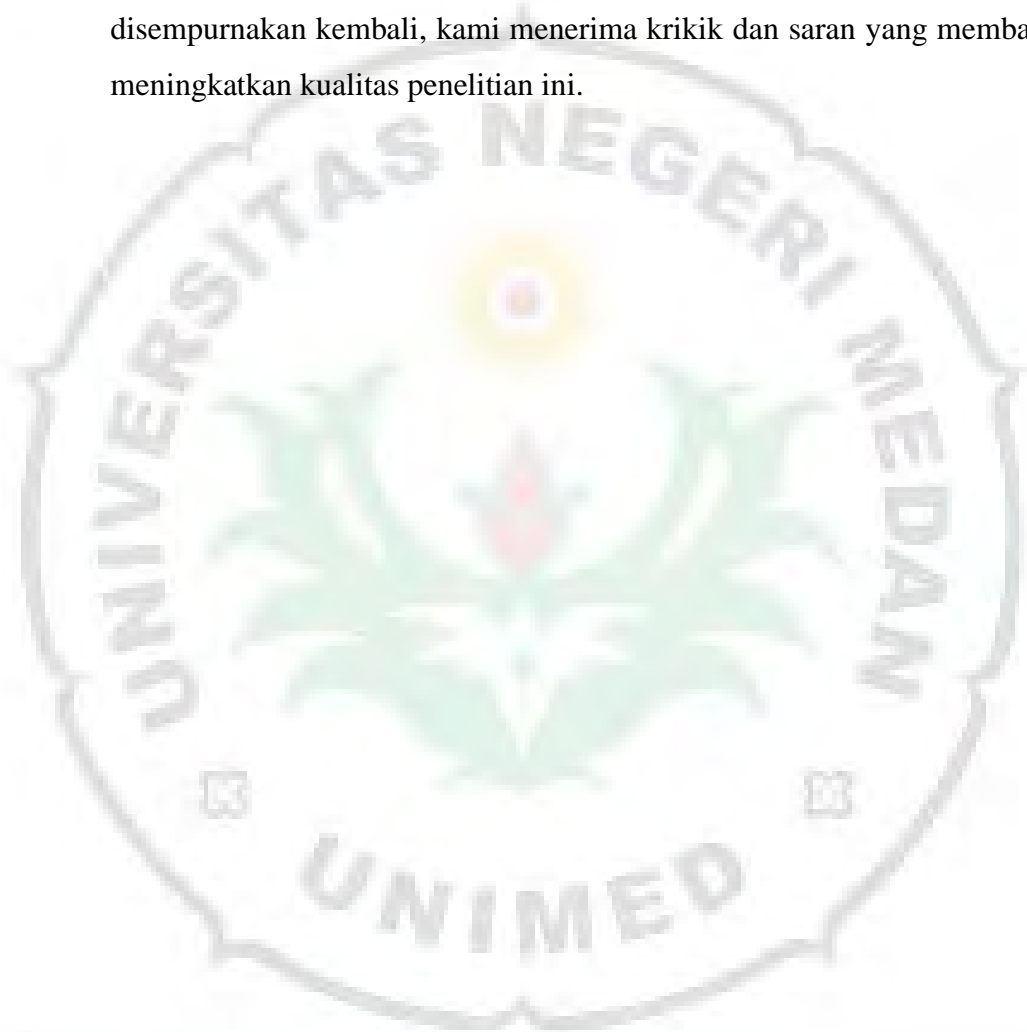 disempurnakan kembali, kami menerima krikik dan saran yang memba
meningkatkan kualitas penelitian ini.
UNIVERSITAS NEGERI MEDAN
UNIMED